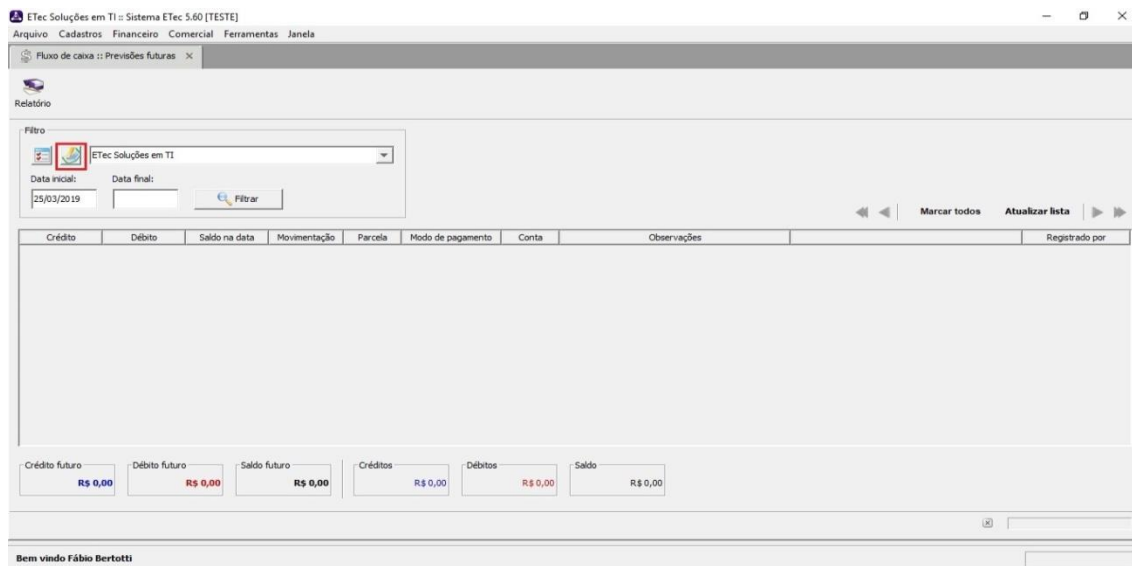 ETec Soluções em TI :: Sistema ETec 5.60 [TESTE]
Arquivo Cadastros Financeiro Comercial Ferramentas Janela
Fluxo de caixa :: Previsões futuras
Relatório
Filtro
ETec Soluções em TI
Data inicial: Data final:
25/03/2019 Filtrar
Marcar todos Atualizar lista
Crédito Débito Saldo na data Movimentação Parcela Modo de pagamento Conta Observações Registrado por
Crédito futuro Débito futuro Saldo futuro Créditos Débitos Saldo
R$ 0,00 R$ 0,00 R$ 0,00 R$ 0,00 R$ 0,00 R$ 0,00
Bem vindo Fábio Bertotti